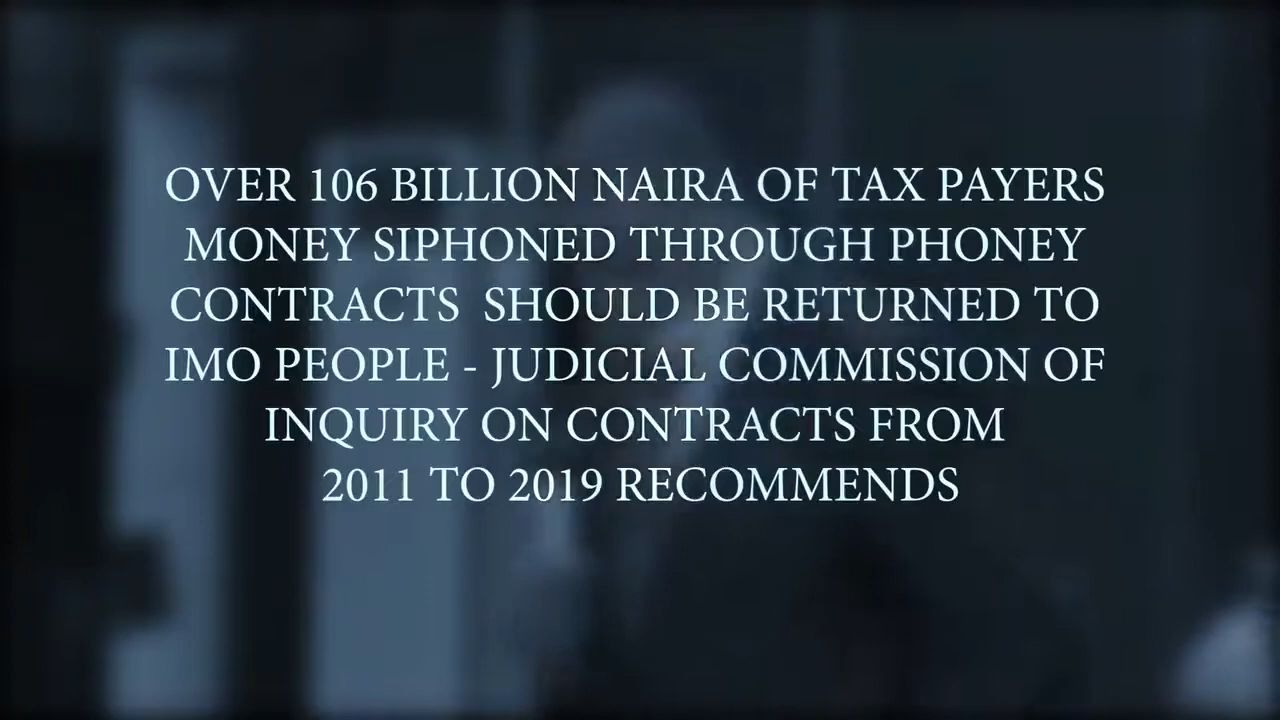 OVER 106 BILLION NAIRA OF TAX PAYERS
MONEY SIPHONED THROUGH PHONEY
CONTRACTS  SHOULD BE RETURNED TO
IMO PEOPLE - JUDICIAL COMMISSION OF
INQUIRY ON CONTRACTS FROM
2011 TO 2019 RECOMMENDS